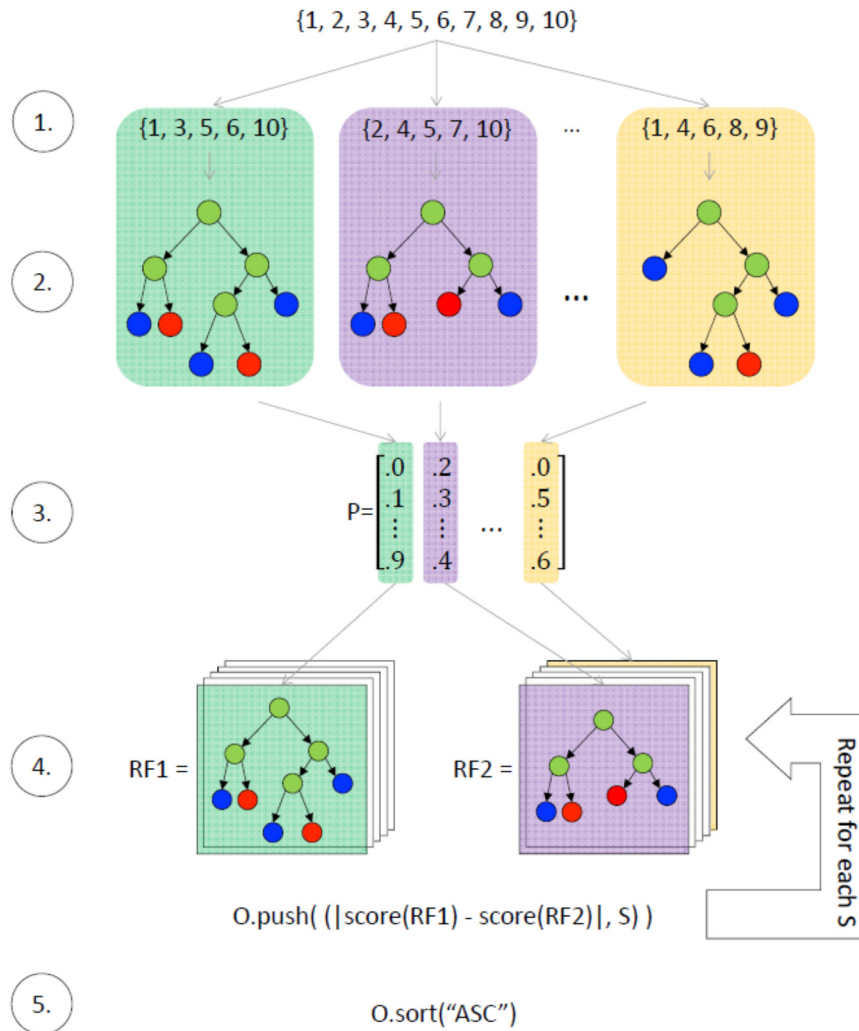 {1, 2, 3, 4, 5, 6, 7, 8, 9, 10}
1.
{1, 3, 5, 6, 10}
{2, 4, 5, 7, 10}
...
{1, 4, 6, 8, 9}
2.
...
3.
P=
.0 .2 .0
.1 .3 .5
⋮ ⋮ ... ⋮
.9 .4 .6
4.
RF1 =
RF2 =
Repeat for each S
O.push( (|score(RF1) - score(RF2)|, S) )
5.
O.sort(“ASC”)